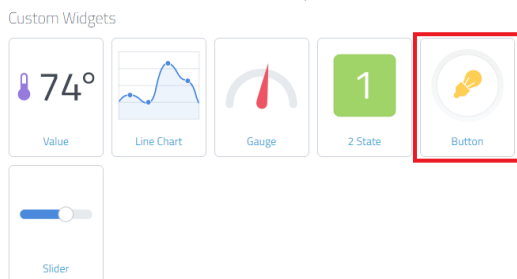 Custom Widgets
74°
1
Value
Line Chart
Gauge
2 State
Button
Slider